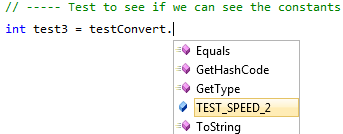 // ----- Test to see if we can see the constants
int test3 = testConvert.
Equals
GetHashCode
GetType
TEST_SPEED_2
ToString